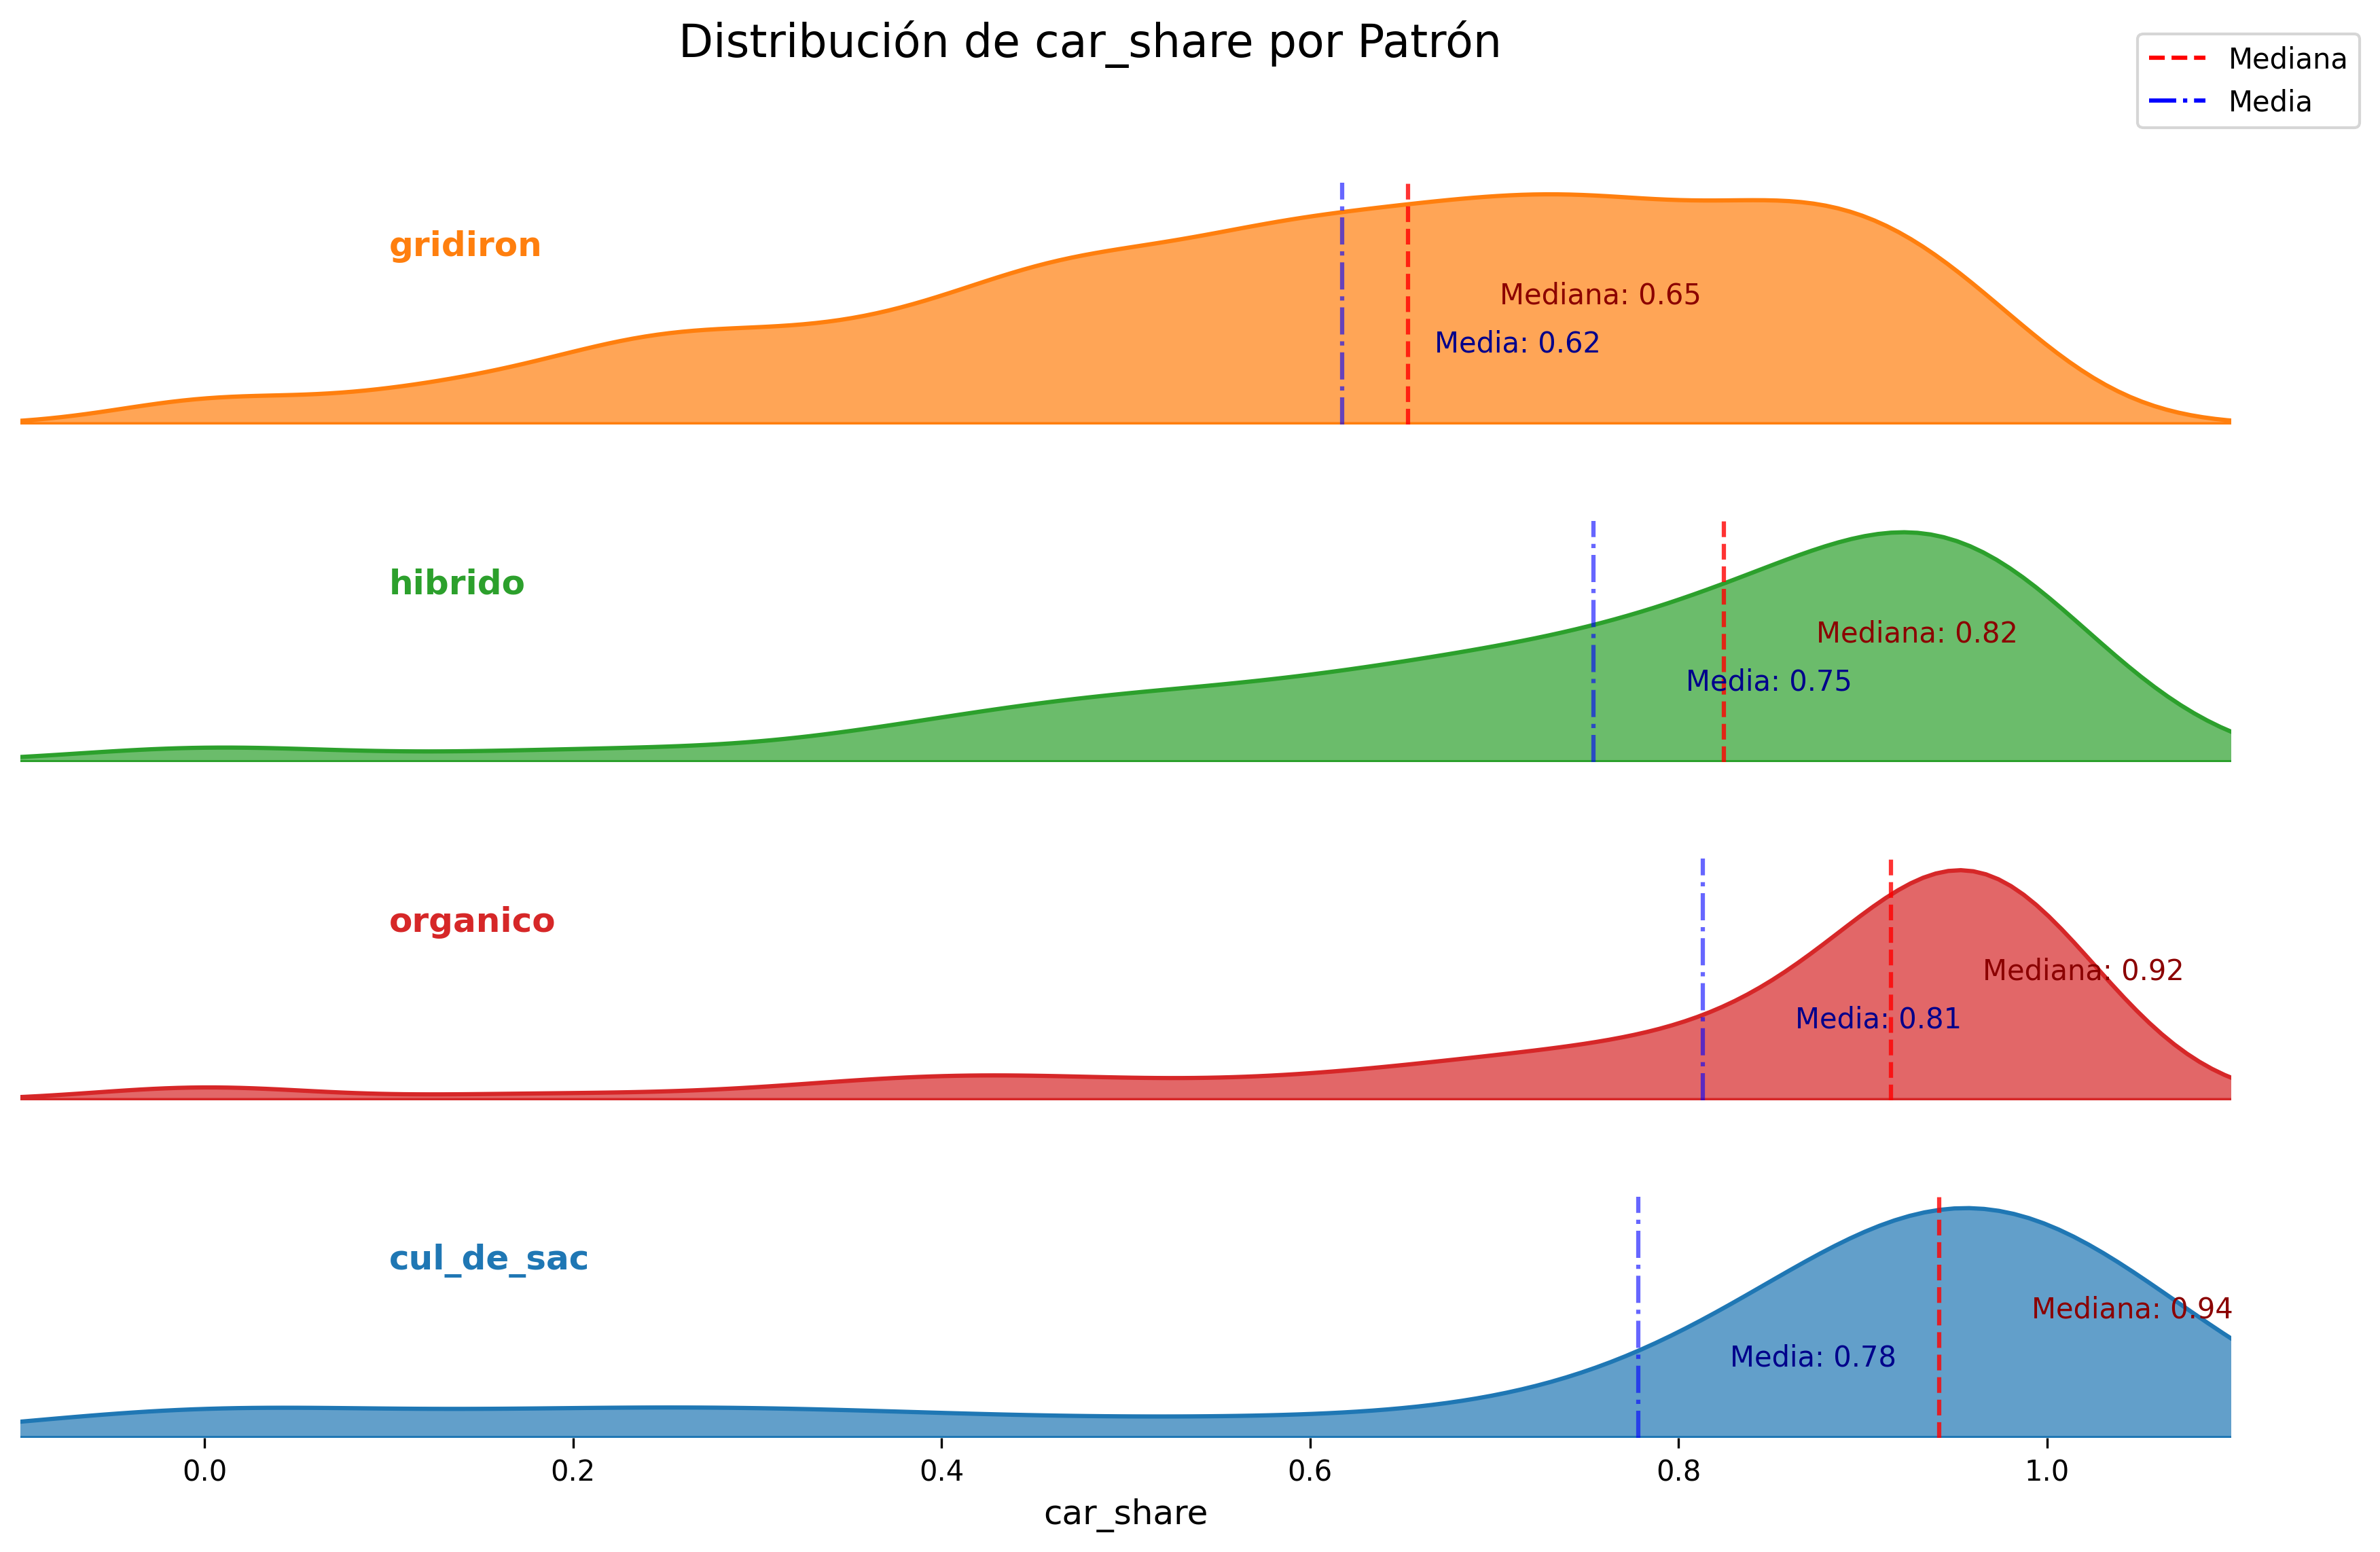 Distribución de car_share por Patrón
Mediana
Media
gridiron
Mediana: 0.65
Media: 0.62
hibrido
Mediana: 0.82
Media: 0.75
organico
Mediana: 0.92
Media: 0.81
cul_de_sac
Mediana: 0.94
Media: 0.78
0.0 0.2 0.4 0.6 0.8 1.0
car_share